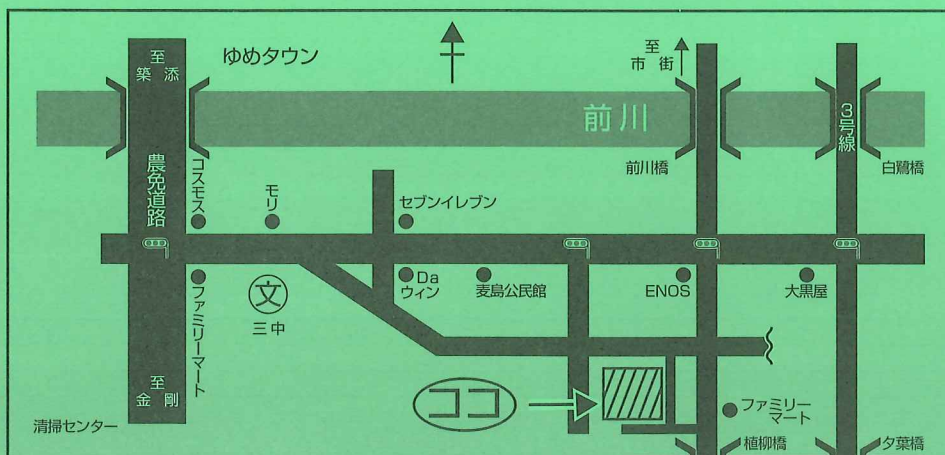 至
築添
ゆめタウン
至
市街
前川
3号線
前川橋
白鷺橋
農免道路
コスモス
モリ
セブンイレブン
ファミリーマート
文
三中
Da
ウィン
麦島公民館
ENOS
大黒屋
至
金剛
清掃センター
ココ
ファミリー
マート
植柳橋
夕葉橋